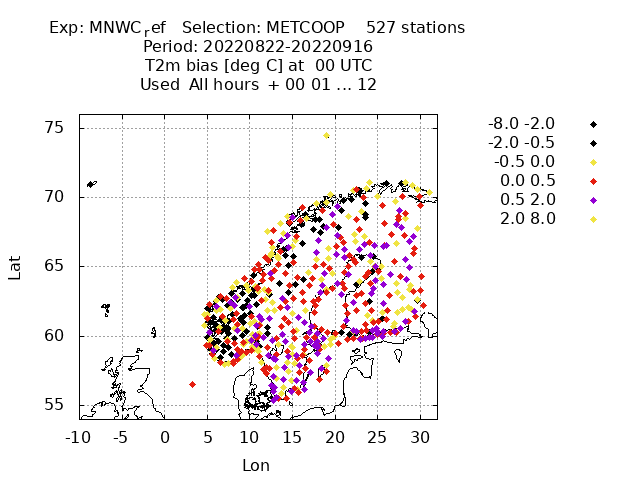 Exp: MNWCref Selection: METCOOP 527 stations
Period: 20220822-20220916
T2m bias [deg C] at 00 UTC
Used All hours + 00 01 ... 12
-8.0 -2.0
-2.0 -0.5
-0.5 0.0
0.0 0.5
0.5 2.0
2.0 8.0
75
70
65
60
55
Lat
-10 -5 0 5 10 15 20 25 30
Lon